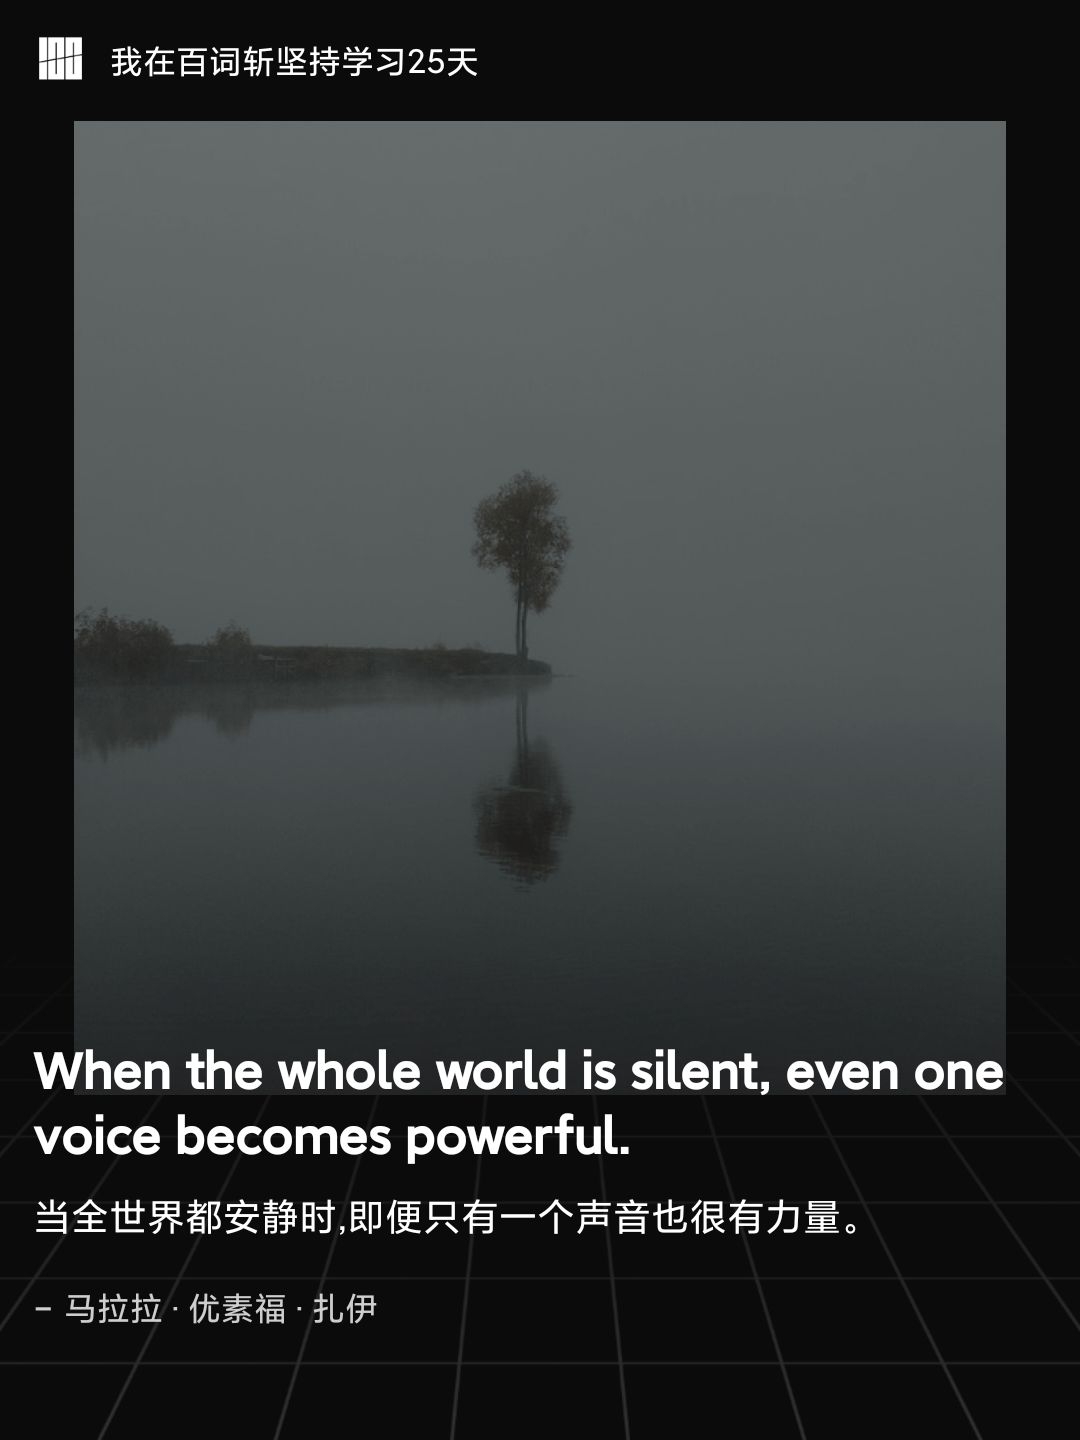 我在百词斩坚持学习25天
When the whole world is silent, even one
voice becomes powerful.
当全世界都安静时,即便只有一个声音也很有力量。
- 马拉拉 · 优素福 · 扎伊